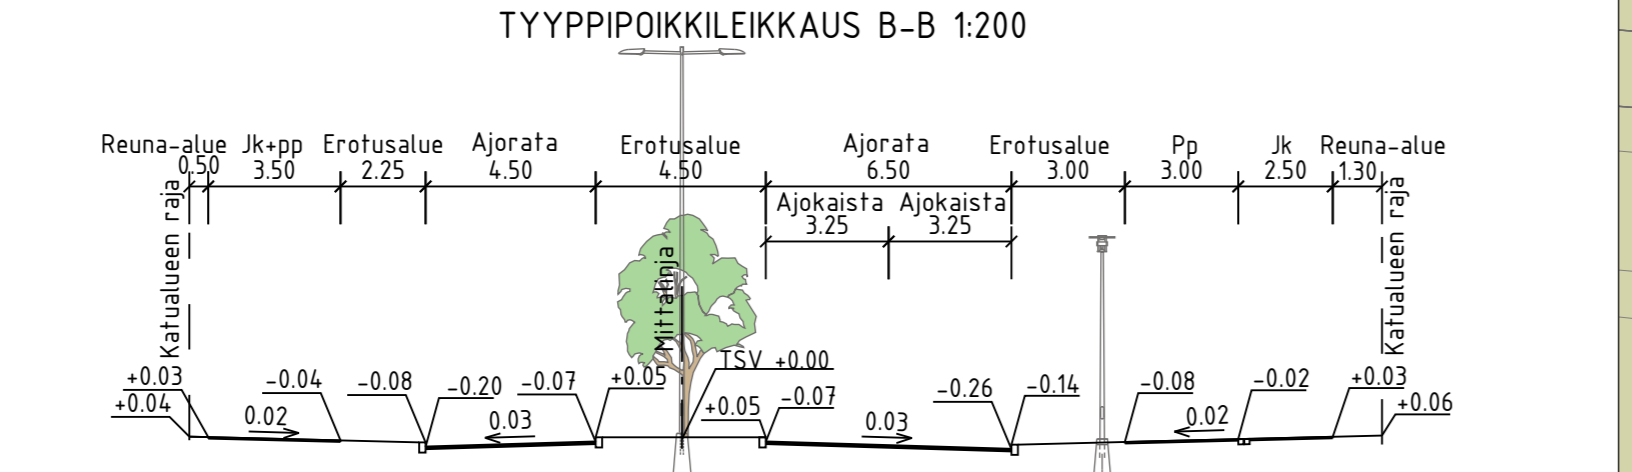 TYYPPIPOIKKILEIKKAUS B-B 1:200
Reuna-alue Jk+pp Erotusalue Ajorata Erotusalue Ajorata Erotusalue Pp Jk Reuna-alue
0.50 3.50 2.25 4.50 4.50 6.50 3.00 3.00 2.50 1.30
Ajokaista Ajokaista
3.25 3.25
Katualueen raja
Mittalinja
Katualueen raja
TSV +0.00
+0.03 -0.04 -0.08 -0.20 -0.07 +0.05 -0.26 -0.14 -0.08 -0.02 +0.03
+0.04 +0.05 -0.07 +0.06
0.02 0.03 0.03 0.02